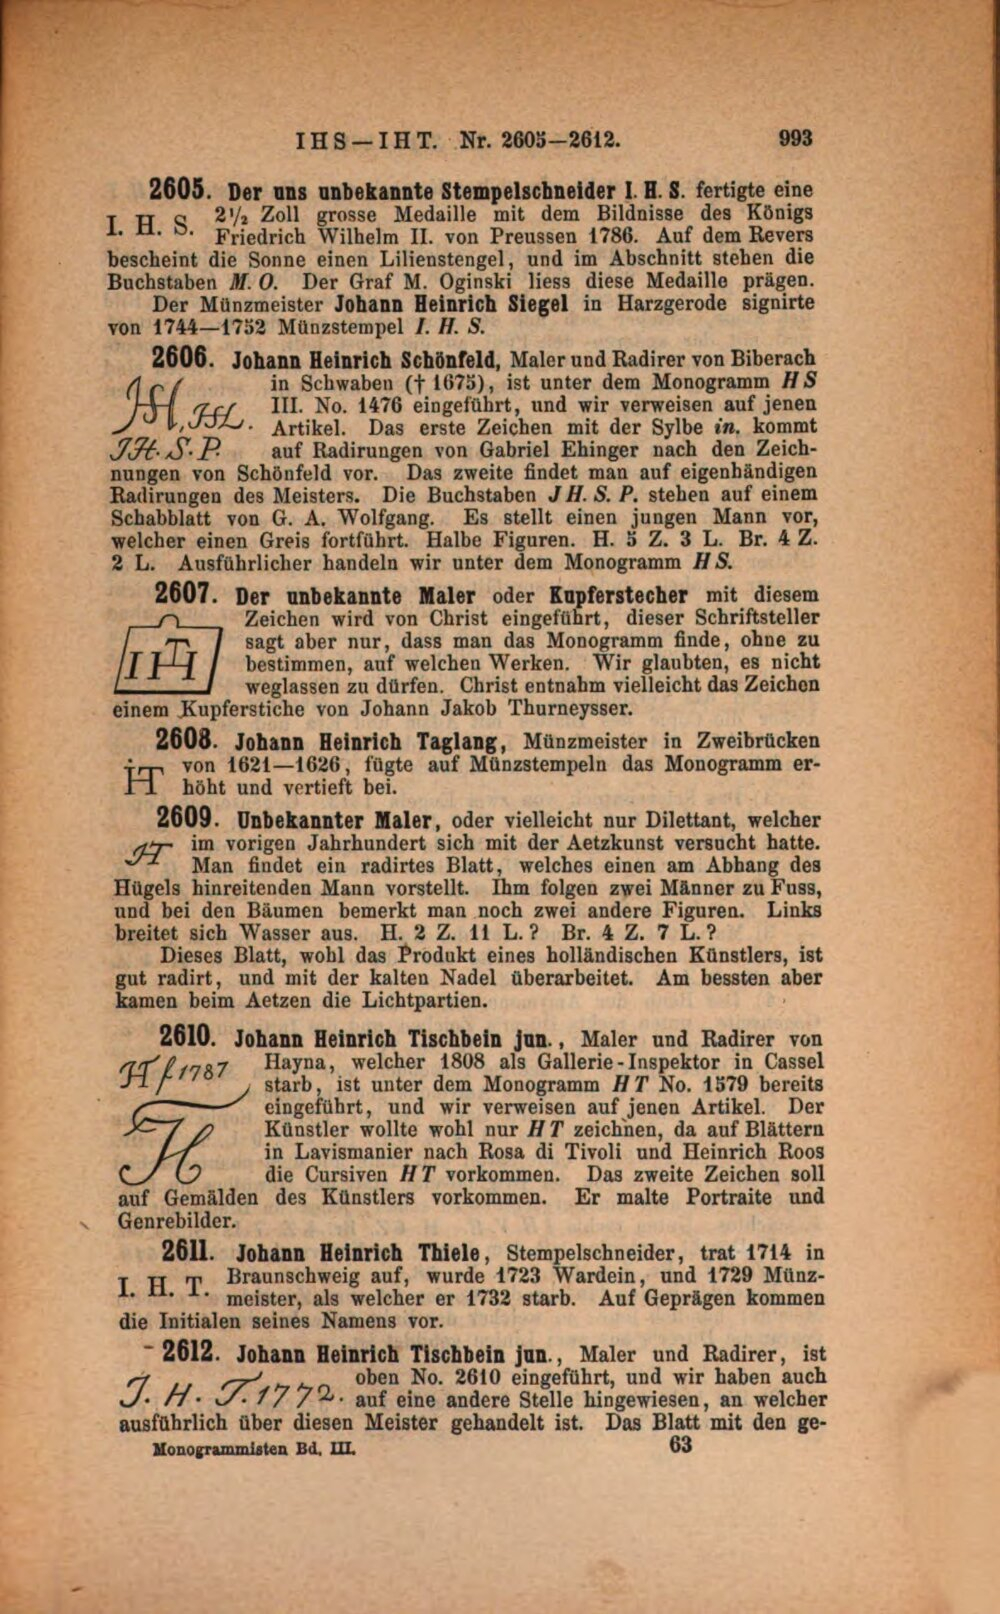 IHS—IHT. Nr. 2605—2612. 993
2605. Der uns unbekannte Stempelschneider I. H. S. fertigte eine
I. H. S. 2½ Zoll grosse Medaille mit dem Bildnisse des Königs
Friedrich Wilhelm II. von Preussen 1786. Auf dem Revers
bescheint die Sonne einen Lilienstengel, und im Abschnitt stehen die
Buchstaben M. O. Der Graf M. Oginski liess diese Medaille prägen.
Der Münzmeister Johann Heinrich Siegel in Harzgerode signirte
von 1744—1752 Münzstempel I. H. S.
2606. Johann Heinrich Schönfeld, Maler und Radirer von Biberach
in Schwaben († 1675), ist unter dem Monogramm HS
III. No. 1476 eingeführt, und wir verweisen auf jenen
Artikel. Das erste Zeichen mit der Sylbe in. kommt
JH. S. P. auf Radirungen von Gabriel Ehinger nach den Zeich-
nungen von Schönfeld vor. Das zweite findet man auf eigenhändigen
Radirungen des Meisters. Die Buchstaben JH. S. P. stehen auf einem
Schabblatt von G. A. Wolfgang. Es stellt einen jungen Mann vor,
welcher einen Greis fortführt. Halbe Figuren. H. 5 Z. 3 L. Br. 4 Z.
2 L. Ausführlicher handeln wir unter dem Monogramm HS.
2607. Der unbekannte Maler oder Kupferstecher mit diesem
Zeichen wird von Christ eingeführt, dieser Schriftsteller
sagt aber nur, dass man das Monogramm finde, ohne zu
bestimmen, auf welchen Werken. Wir glaubten, es nicht
weglassen zu dürfen. Christ entnahm vielleicht das Zeichen
einem Kupferstiche von Johann Jakob Thurneysser.
2608. Johann Heinrich Taglang, Münzmeister in Zweibrücken
von 1621—1626, fügte auf Münzstempeln das Monogramm er-
höht und vertieft bei.
2609. Unbekannter Maler, oder vielleicht nur Dilettant, welcher
im vorigen Jahrhundert sich mit der Aetzkunst versucht hatte.
Man findet ein radirtes Blatt, welches einen am Abhang des
Hügels hinreitenden Mann vorstellt. Ihm folgen zwei Männer zu Fuss,
und bei den Bäumen bemerkt man noch zwei andere Figuren. Links
breitet sich Wasser aus. H. 2 Z. 11 L.? Br. 4 Z. 7 L.?
Dieses Blatt, wohl das Produkt eines holländischen Künstlers, ist
gut radirt, und mit der kalten Nadel überarbeitet. Am bessten aber
kamen beim Aetzen die Lichtpartien.
2610. Johann Heinrich Tischbein jun., Maler und Radirer von
HT f 1787 Hayna, welcher 1808 als Gallerie-Inspektor in Cassel
starb, ist unter dem Monogramm HT No. 1579 bereits
eingeführt, und wir verweisen auf jenen Artikel. Der
Künstler wollte wohl nur HT zeichnen, da auf Blättern
in Lavismanier nach Rosa di Tivoli und Heinrich Roos
die Cursiven HT vorkommen. Das zweite Zeichen soll
auf Gemälden des Künstlers vorkommen. Er malte Portraite und
Genrebilder.
2611. Johann Heinrich Thiele, Stempelschneider, trat 1714 in
I. H. T. Braunschweig auf, wurde 1723 Wardein, und 1729 Münz-
meister, als welcher er 1732 starb. Auf Geprägen kommen
die Initialen seines Namens vor.
2612. Johann Heinrich Tischbein jun., Maler und Radirer, ist
oben No. 2610 eingeführt, und wir haben auch
J. H. T. 1772. auf eine andere Stelle hingewiesen, an welcher
ausführlich über diesen Meister gehandelt ist. Das Blatt mit den ge-
Monogrammisten Bd. III. 63